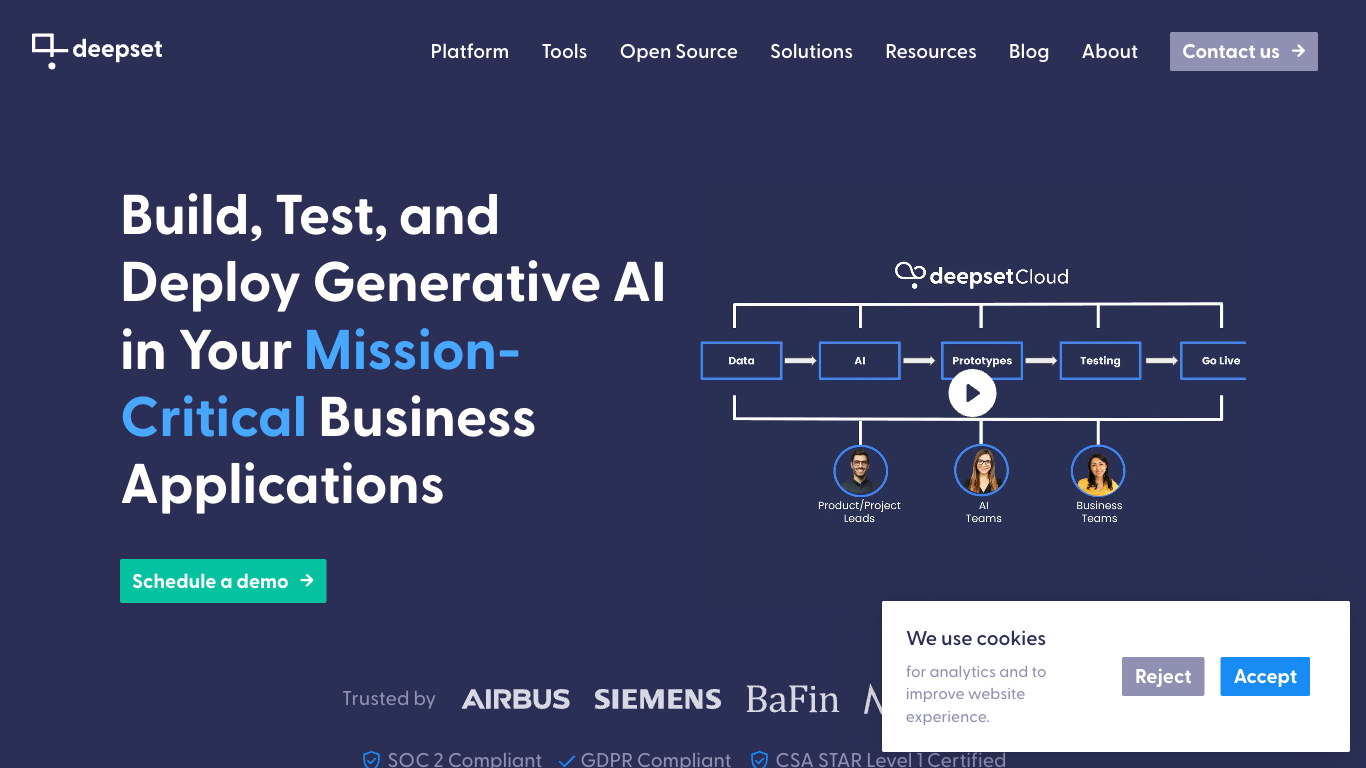 deepset
Platform
Tools
Open Source
Solutions
Resources
Blog
About
Contact us
Build, Test, and
Deploy Generative AI
in Your Mission-
Critical Business
Applications
Schedule a demo
deepsetCloud
Data
AI
Prototypes
Testing
Go Live
Product/Project
Leads
AI
Teams
Business
Teams
Trusted by
AIRBUS
SIEMENS
BaFin
SOC 2 Compliant
GDPR Compliant
CSA STAR Level 1 Certified
We use cookies
for analytics and to
improve website
experience.
Reject
Accept